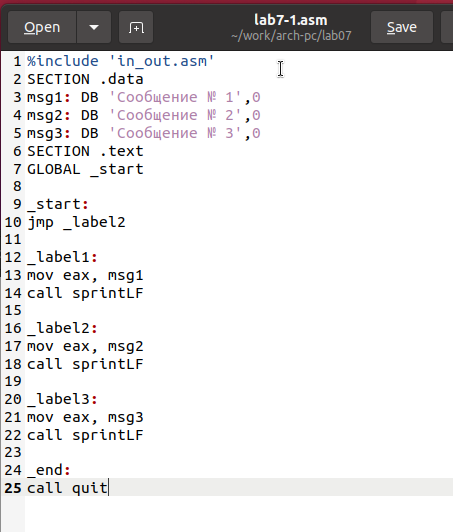 Open
lab7-1.asm
~/work/arch-pc/lab07
Save
1 %include 'in_out.asm'
2 SECTION .data
3 msg1: DB 'Сообщение № 1',0
4 msg2: DB 'Сообщение № 2',0
5 msg3: DB 'Сообщение № 3',0
6 SECTION .text
7 GLOBAL _start
8
9 _start:
10 jmp _label2
11
12 _label1:
13 mov eax, msg1
14 call sprintLF
15
16 _label2:
17 mov eax, msg2
18 call sprintLF
19
20 _label3:
21 mov eax, msg3
22 call sprintLF
23
24 _end:
25 call quit